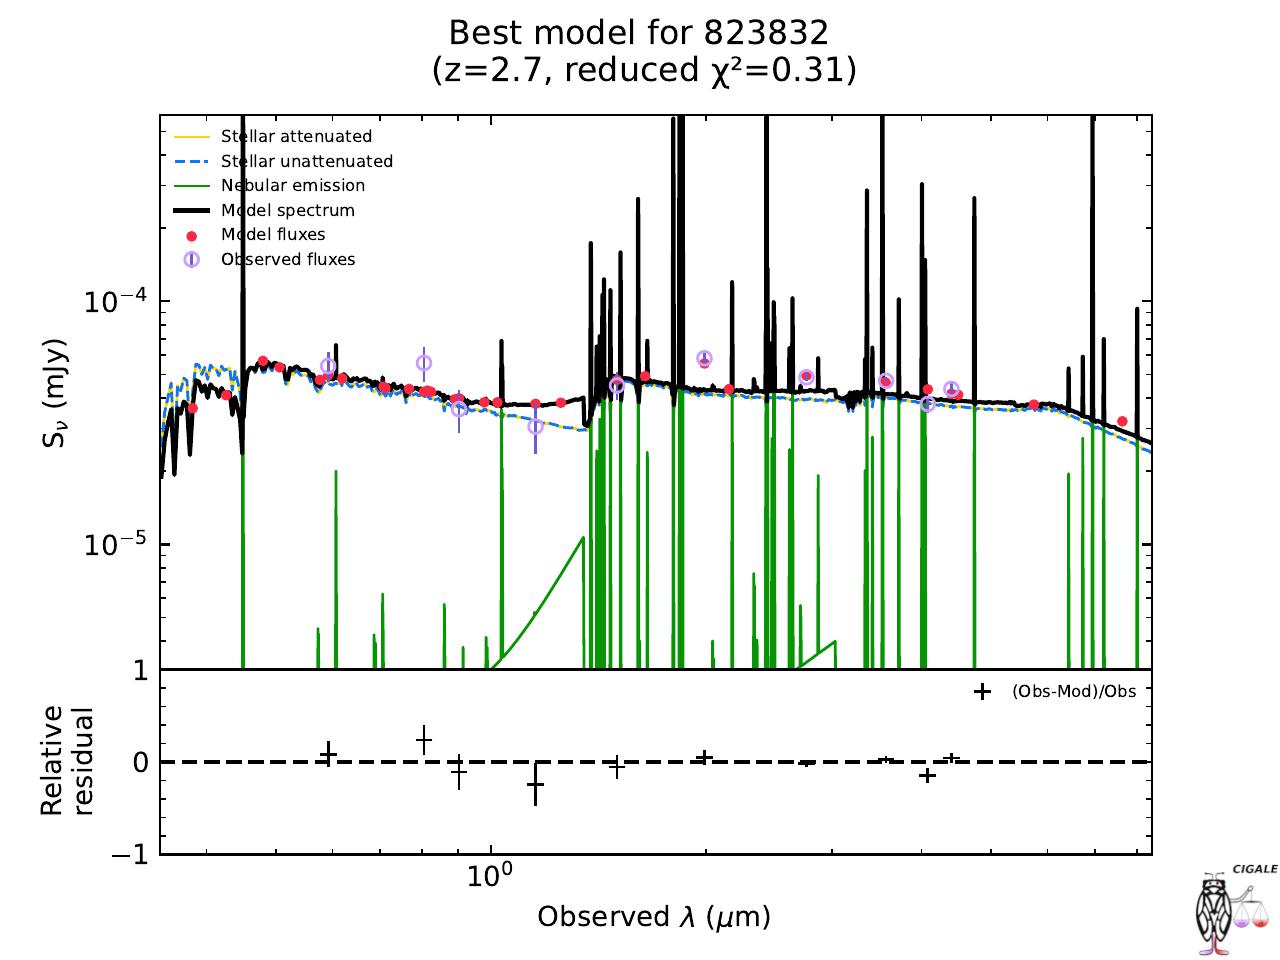 Best model for 823832
(z=2.7, reduced χ²=0.31)
Stellar attenuated
Stellar unattenuated
Nebular emission
Model spectrum
Model fluxes
Observed fluxes
10⁻⁴
10⁻⁵
S_ν (mJy)
1
0
−1
Relative
residual
(Obs-Mod)/Obs
10⁰
Observed λ (μm)
CIGALE